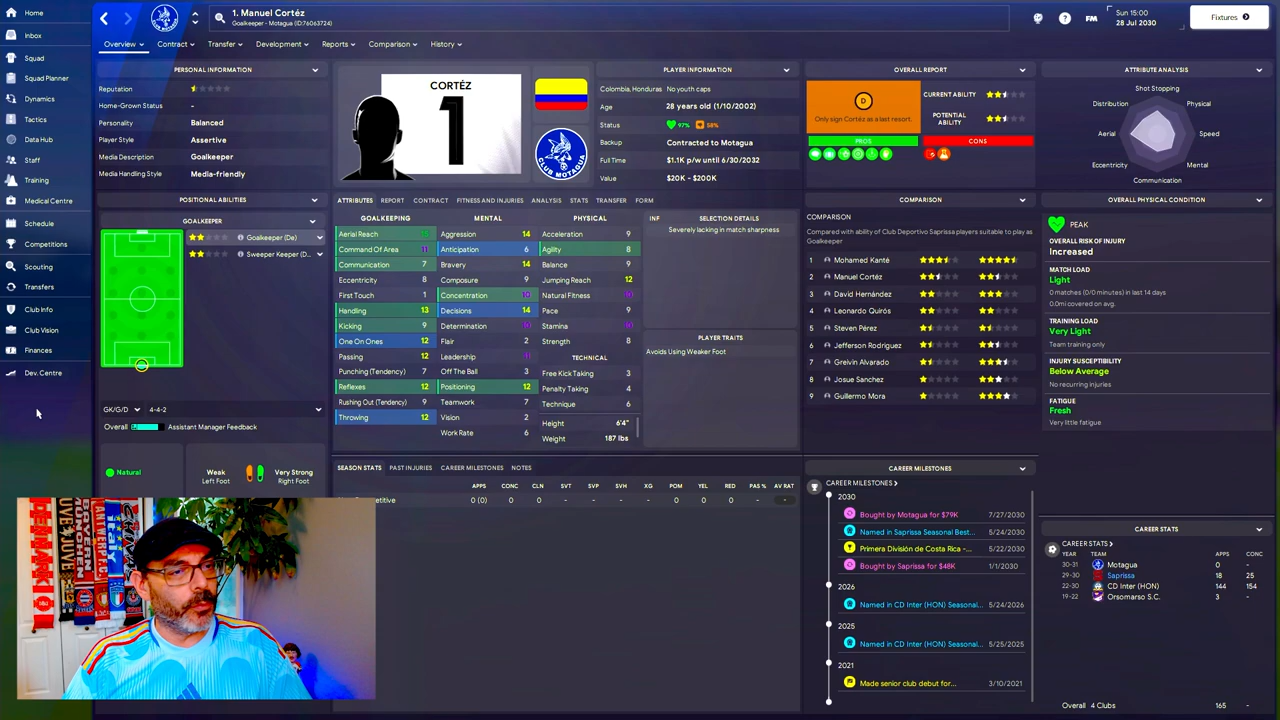 Home
Inbox
Squad
Squad Planner
Dynamics
Tactics
Data Hub
Staff
Training
Medical Centre
Schedule
Competitions
Scouting
Transfers
Club Info
Club Vision
Finances
Dev. Centre
1. Manuel Cortéz
Goalkeeper - Motagua (ID:76063724)
FM
Sun 15:00
28 Jul 2030
Fixtures
Overview Contract Transfer Development Reports Comparison History
PERSONAL INFORMATION
Reputation
Home-Grown Status -
Personality Balanced
Player Style Assertive
Media Description Goalkeeper
Media Handling Style Media-friendly
POSITIONAL ABILITIES
GOALKEEPER
Goalkeeper (De)
Sweeper Keeper (D...
GK/G/D 4-4-2
Overall Assistant Manager Feedback
Natural
Weak
Left Foot
Very Strong
Right Foot
CORTÉZ
1
CLUB MOTAGUA
PLAYER INFORMATION
Colombia, Honduras No youth caps
Age 28 years old (1/10/2002)
Status 97% 58%
Backup Contracted to Motagua
Full Time $1.1K p/w until 6/30/2032
Value $20K - $200K
ATTRIBUTES REPORT CONTRACT FITNESS AND INJURIES ANALYSIS STATS TRANSFER FORM
GOALKEEPING
Aerial Reach
Command Of Area 11
Communication 7
Eccentricity 8
First Touch 1
Handling 13
Kicking 9
One On Ones 12
Passing 12
Punching (Tendency) 7
Reflexes 12
Rushing Out (Tendency) 9
Throwing 12
MENTAL
Aggression 14
Anticipation 6
Bravery 14
Composure 9
Concentration 10
Decisions 14
Determination 10
Flair 2
Leadership 11
Off The Ball 3
Positioning 12
Teamwork 7
Vision 2
Work Rate 6
PHYSICAL
Acceleration 9
Agility 8
Balance 9
Jumping Reach 12
Natural Fitness 10
Pace 9
Stamina 10
Strength 8
TECHNICAL
Free Kick Taking 3
Penalty Taking 4
Technique 6
Height 6'4"
Weight 187 lbs
INF SELECTION DETAILS
Severely lacking in match sharpness
PLAYER TRAITS
Avoids Using Weaker Foot
SEASON STATS PAST INJURIES CAREER MILESTONES NOTES
APPS CONC CLN SVT SVP SVH XG POM YEL RED PAS % AV RAT
0 (0) - - - - - - - - - - -
OVERALL REPORT
D
Only sign Cortéz as a last resort.
CURRENT ABILITY
POTENTIAL
ABILITY
PROS CONS
COMPARISON
COMPARISON
Compared with ability of Club Deportivo Saprissa players suitable to play as
Goalkeeper
1 Mohamed Kanté
2 Manuel Cortéz
3 David Hernández
4 Leonardo Quirós
5 Steven Pérez
6 Jefferson Rodriguez
7 Greivin Alvarado
8 Josue Sanchez
9 Guillermo Mora
CAREER MILESTONES
CAREER MILESTONES
2030
Bought by Motagua for $79K 7/27/2030
Named in Saprissa Seasonal Best... 5/24/2030
Primera División de Costa Rica -... 5/22/2030
Bought by Saprissa for $48K 1/1/2030
2026
Named in CD Inter (HON) Seasonal... 5/24/2026
2025
Named in CD Inter (HON) Seasonal... 5/25/2025
2021
Made senior club debut for... 3/10/2021
ATTRIBUTE ANALYSIS
Shot Stopping
Physical
Speed
Mental
Communication
Eccentricity
Aerial
Distribution
OVERALL PHYSICAL CONDITION
PEAK
OVERALL RISK OF INJURY
Increased
MATCH LOAD
Light
0 matches (0/0 minutes) in last 14 days
0.0mi covered on avg.
TRAINING LOAD
Very Light
Team training only
INJURY SUSCEPTIBILITY
Below Average
No recurring injuries
FATIGUE
Fresh
Very little fatigue
CAREER STATS
CAREER STATS
YEAR TEAM APPS CONC
30-31 Motagua 0 -
29-30 Saprissa 18 25
22-30 CD Inter (HON) 144 154
19-22 Orsomarso S.C. 3 -
Overall 4 Clubs 165 -
DENMARK
JUVE
BAYERN
MÜNCHEN
ANTWERP
Italy